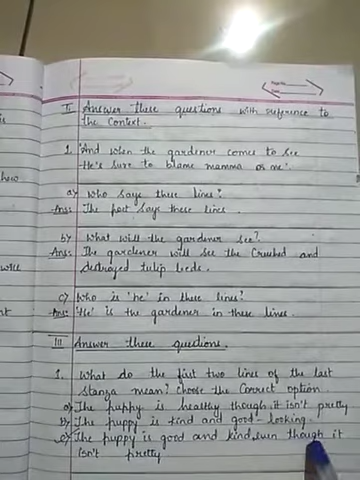 II Answer these questions with reference to
the Context.
1. 'And when the gardener comes to see
He's sure to blame mamma or me'.
a) Who says these lines?
Ans: The poet says these lines.
b) What will the gardener see?
Ans: The gardener will see the Crushed and
destroyed tulip beds.
c) Who is 'he' in these lines?
Ans: 'He' is the gardener in these lines.
III Answer these questions.
1. What do the first two lines of the last
Stanza mean? Choose the Correct option.
a) The puppy is healthy though it isn't pretty
b) The puppy is kind and good-looking.
c) The puppy is good and kind, even though it
isn't pretty